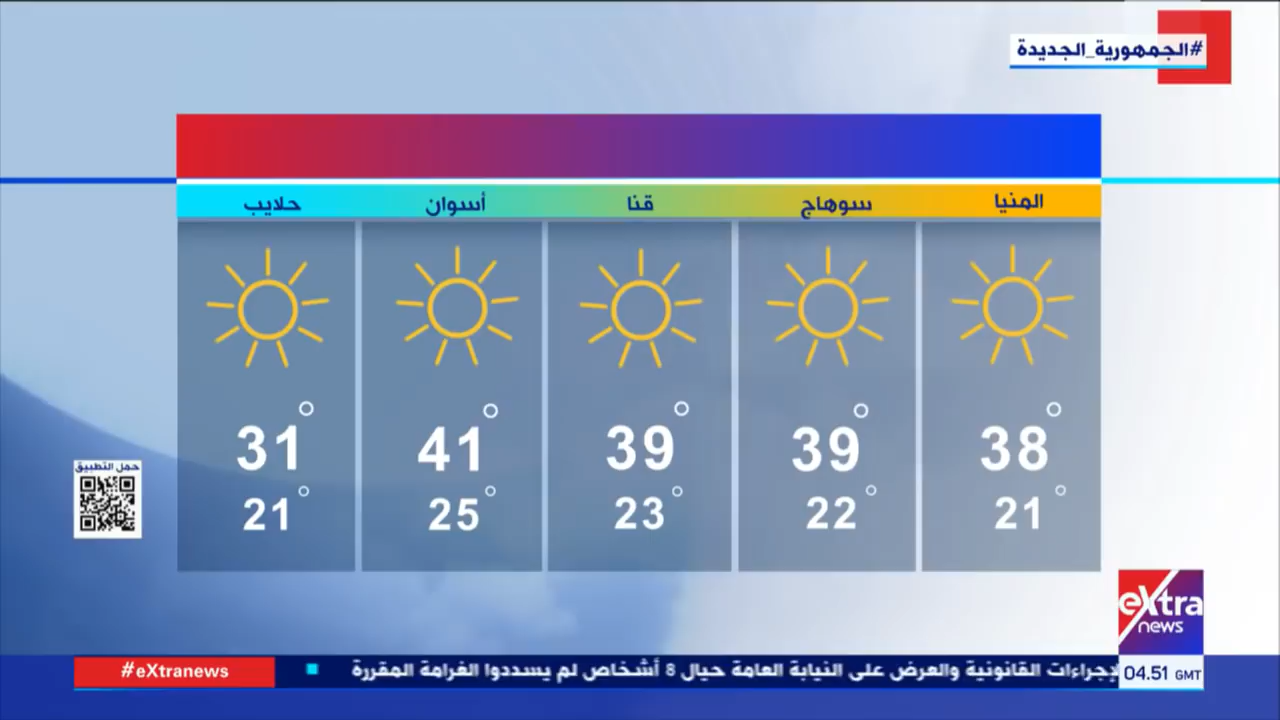 #الجمهورية_الجديدة
المنيا سوهاج قنا أسوان حلايب
38° 39° 39° 41° 31°
21° 22° 23° 25° 21°
حمل التطبيق
eXtra
news
لإجراءات القانونية والعرض على النيابة العامة حيال 8 أشخاص لم يسددوا الغرامة المقررة
#eXtranews
04.51 GMT